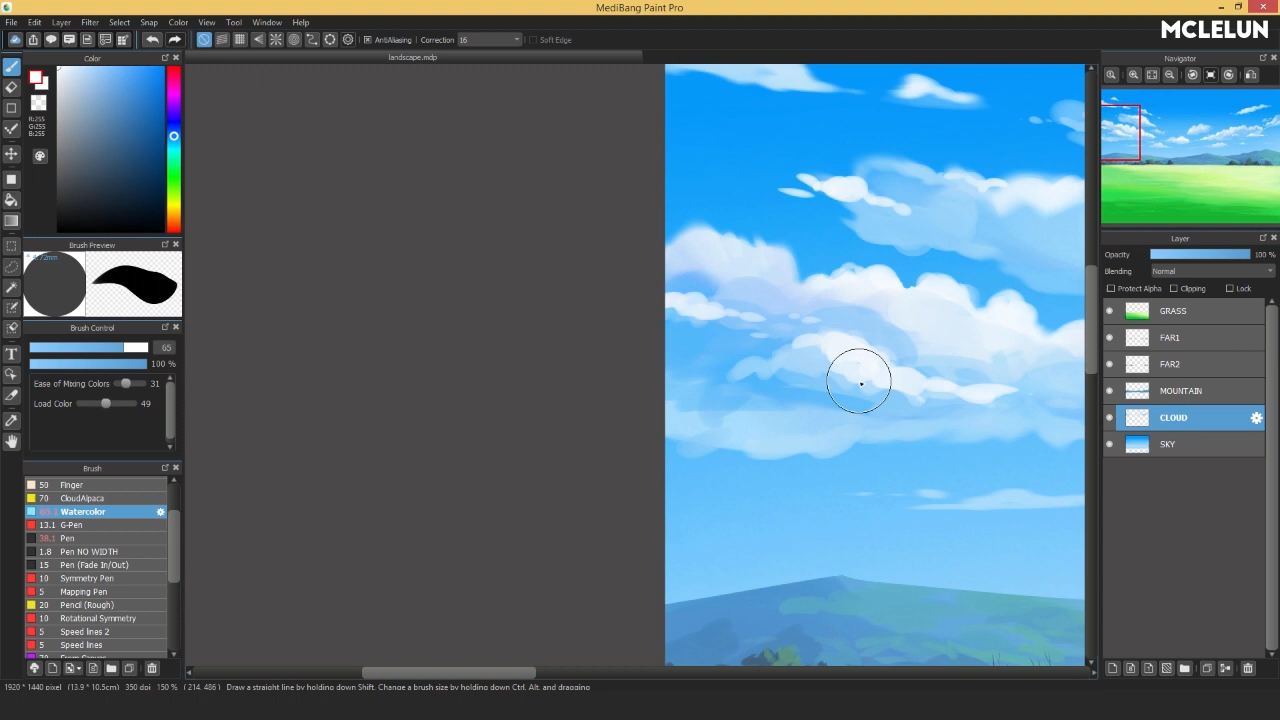 MediBang Paint Pro
File Edit Layer Filter Select Snap Color View Tool Window Help
MCLELUN
AntiAliasing Correction 16 Soft Edge
Color
landscape.mdp
Navigator
R:255
G:255
B:255
Brush Preview
Layer
Opacity 100 %
Blending Normal
Protect Alpha Clipping Lock
GRASS
FAR1
FAR2
MOUNTAIN
CLOUD
SKY
Brush Control
65
100 %
Ease of Mixing Colors 31
Load Color 49
Brush
50 Finger
70 CloudAlpaca
Watercolor
13.1 G-Pen
38.1 Pen
1.8 Pen NO WIDTH
15 Pen (Fade In/Out)
10 Symmetry Pen
5 Mapping Pen
20 Pencil (Rough)
10 Rotational Symmetry
5 Speed lines 2
5 Speed lines
1920 * 1440 pixel (13.9 * 10.5cm) 350 dpi 150 % ( 214, 486 ) Draw a straight line by holding down Shift, Change a brush size by holding down Ctrl, Alt, and dragging